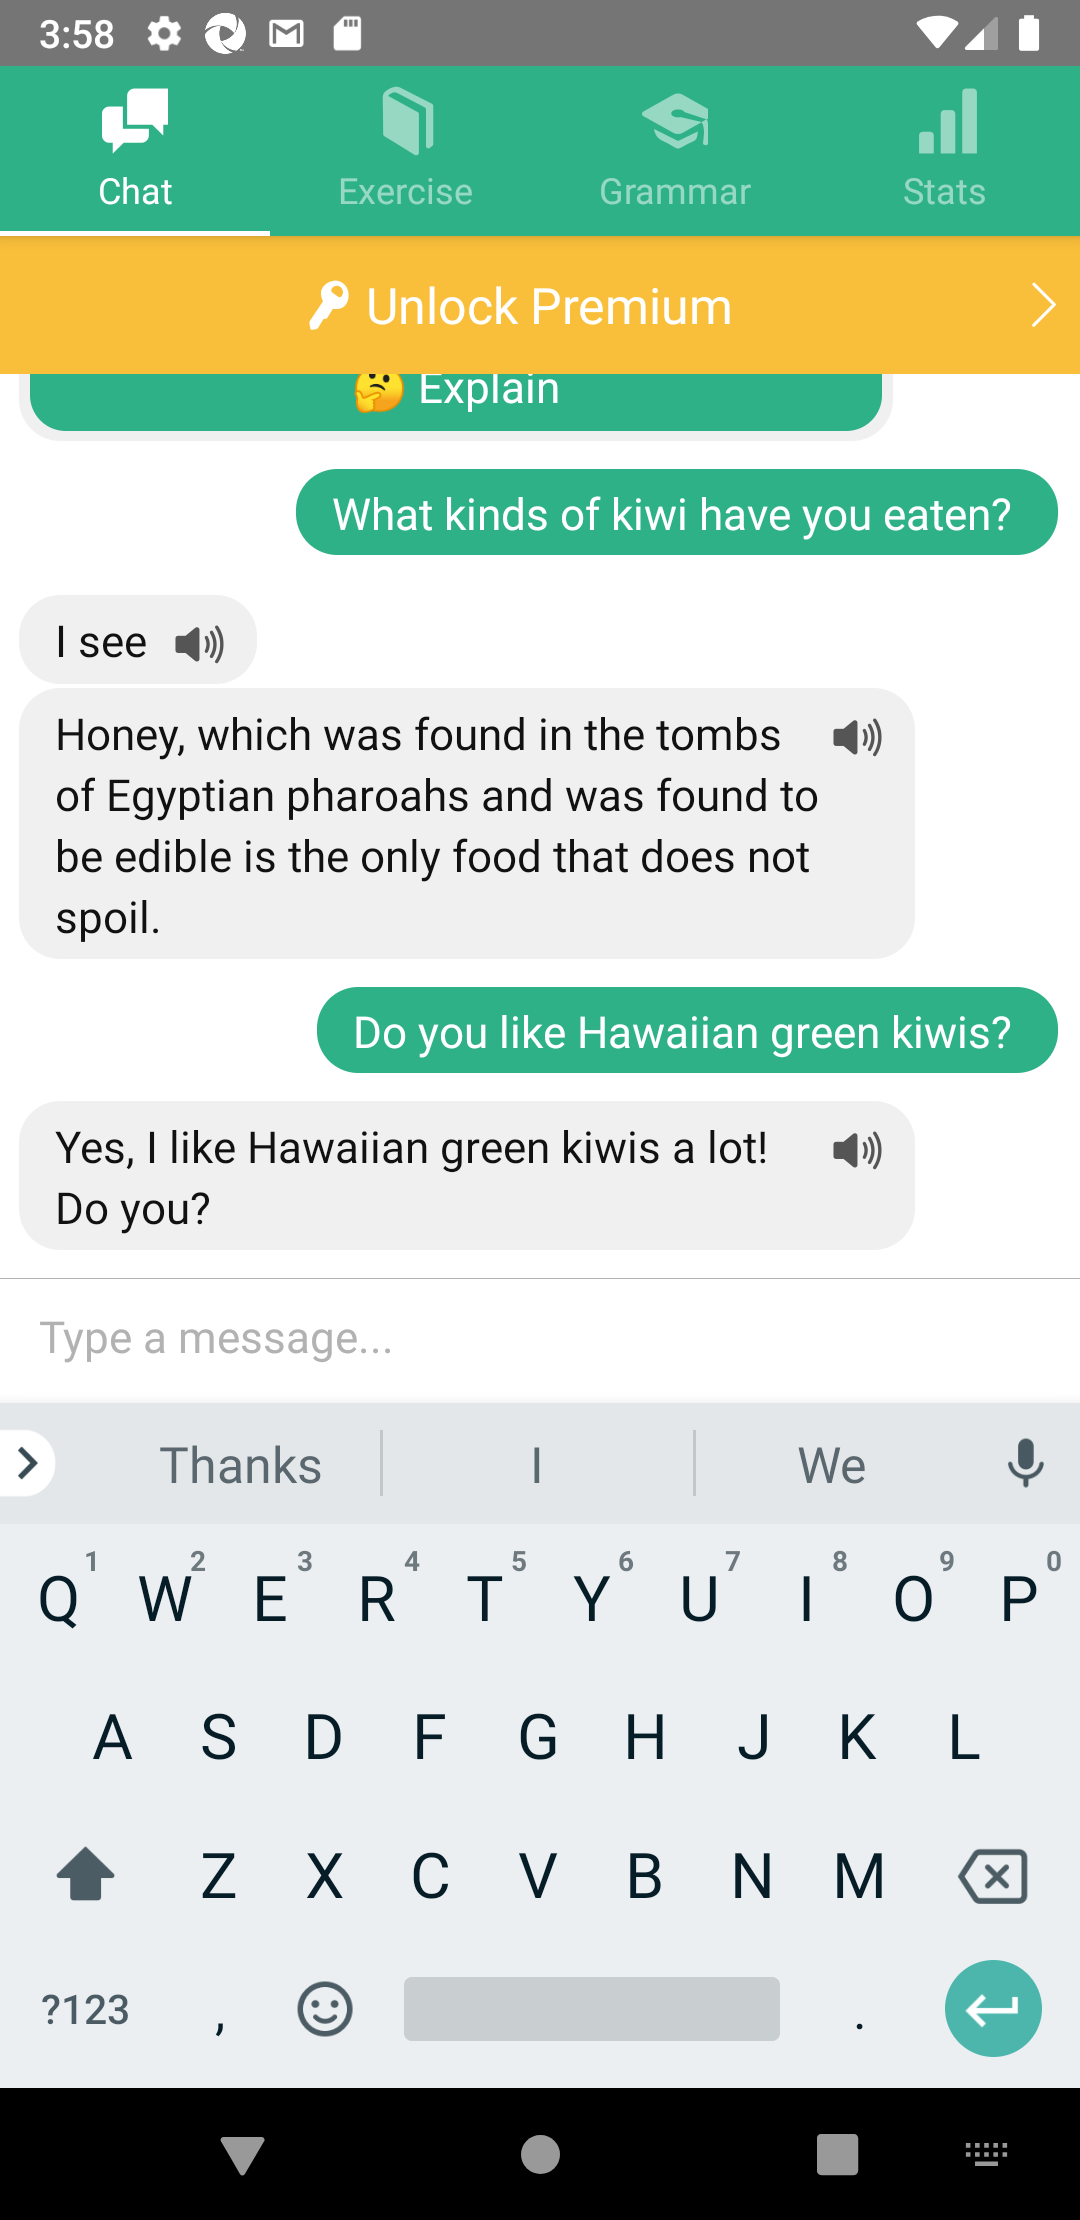 3:58
Chat
Exercise
Grammar
Stats
Unlock Premium
Explain
What kinds of kiwi have you eaten?
I see
Honey, which was found in the tombs
of Egyptian pharoahs and was found to
be edible is the only food that does not
spoil.
Do you like Hawaiian green kiwis?
Yes, I like Hawaiian green kiwis a lot!
Do you?
Type a message...
Thanks I We
1 2 3 4 5 6 7 8 9 0
Q W E R T Y U I O P
A S D F G H J K L
Z X C V B N M
?123 , .